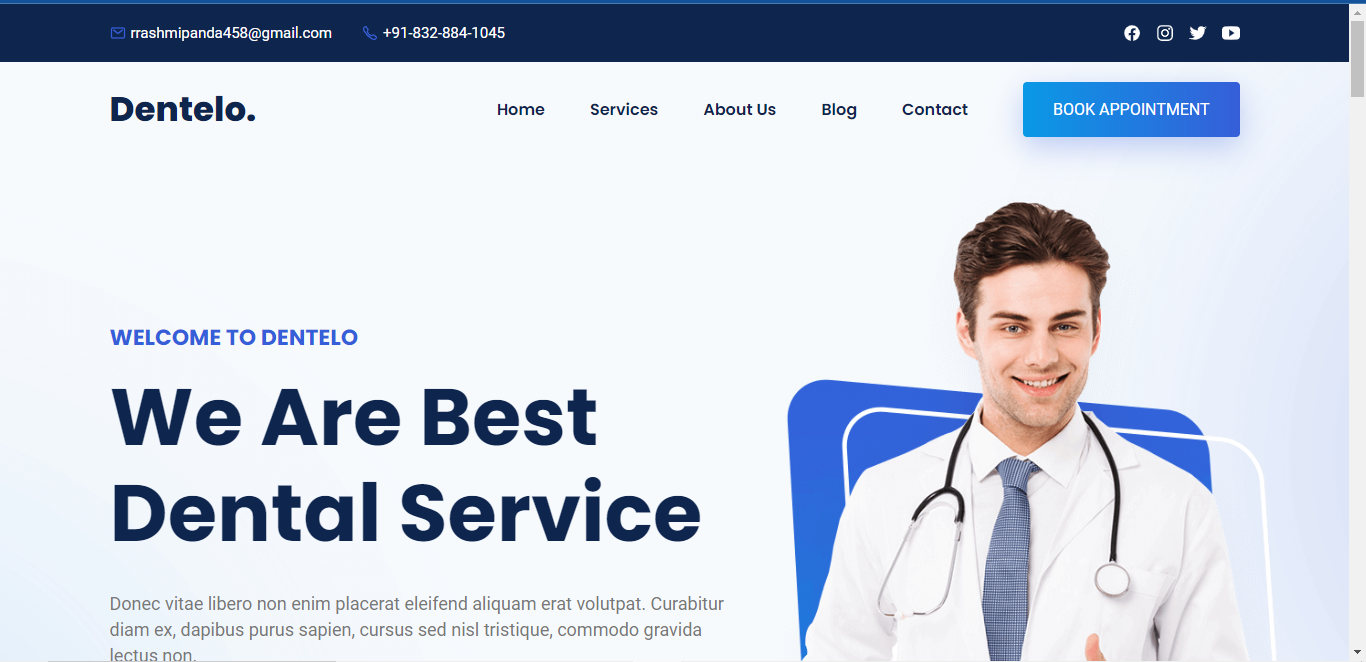 rrashmipanda458@gmail.com +91-832-884-1045
Dentelo. Home Services About Us Blog Contact BOOK APPOINTMENT
WELCOME TO DENTELO
We Are Best
Dental Service
Donec vitae libero non enim placerat eleifend aliquam erat volutpat. Curabitur
diam ex, dapibus purus sapien, cursus sed nisl tristique, commodo gravida
lectus non.